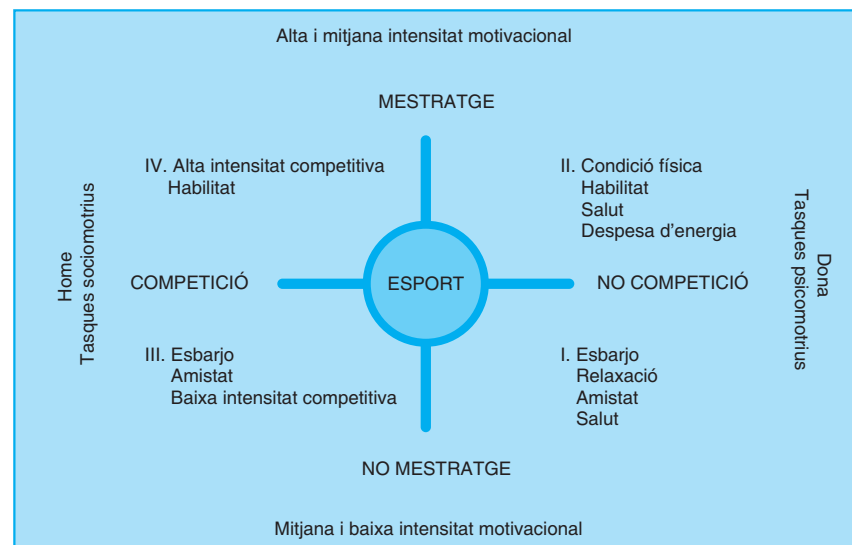 Alta i mitjana intensitat motivacional
MESTRATGE
IV. Alta intensitat competitiva
Habilitat
II. Condició física
Habilitat
Salut
Despesa d'energia
Home
Tasques sociomotrius
COMPETICIÓ
ESPORT
NO COMPETICIÓ
Dona
Tasques psicomotrius
III. Esbarjo
Amistat
Baixa intensitat competitiva
I. Esbarjo
Relaxació
Amistat
Salut
NO MESTRATGE
Mitjana i baixa intensitat motivacional